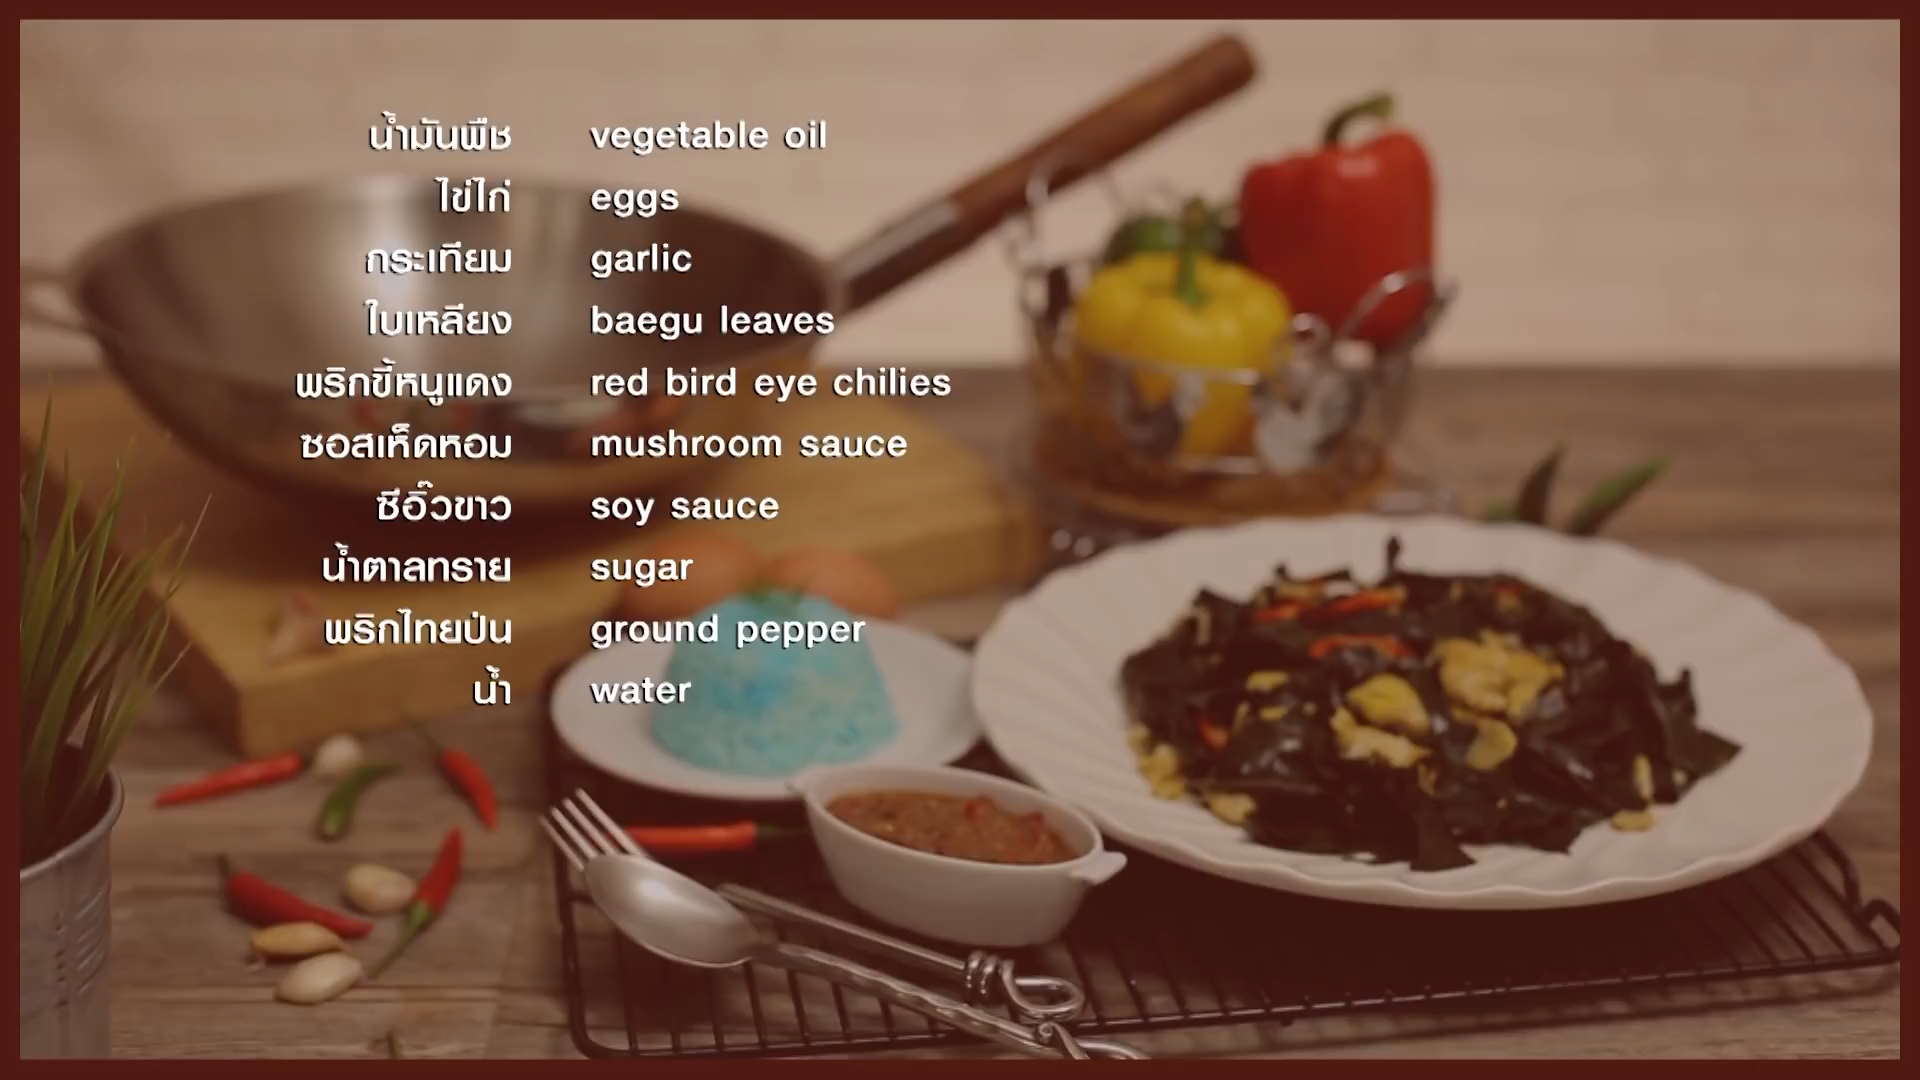 น้ำมันพืช vegetable oil
ไข่ไก่ eggs
กระเทียม garlic
ใบเหลียง baegu leaves
พริกขี้หนูแดง red bird eye chilies
ซอสเห็ดหอม mushroom sauce
ซีอิ๊วขาว soy sauce
น้ำตาลทราย sugar
พริกไทยป่น ground pepper
น้ำ water